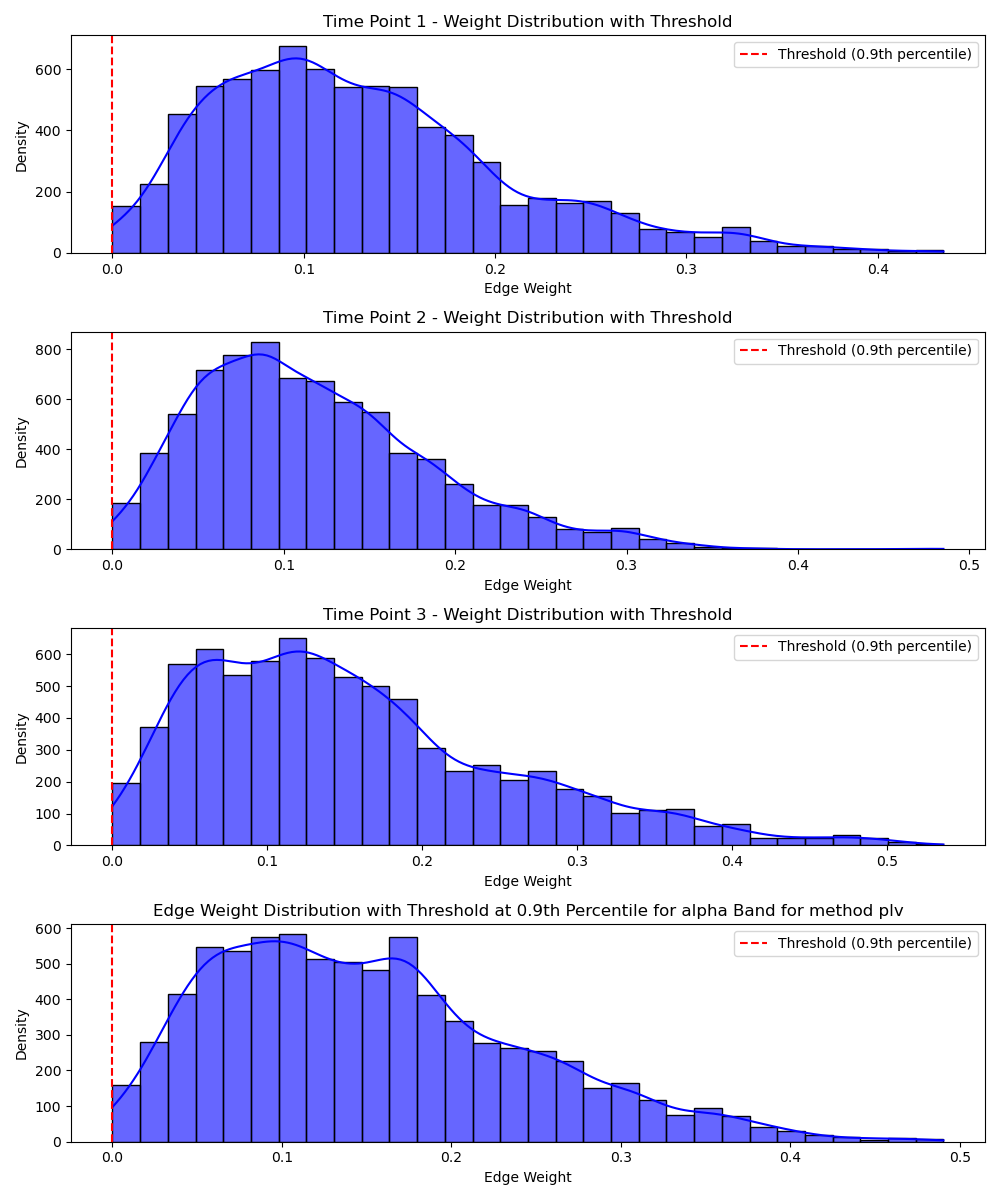 Time Point 1 - Weight Distribution with Threshold
Threshold (0.9th percentile)
Density
600
400
200
0
0.0 0.1 0.2 0.3 0.4
Edge Weight
Time Point 2 - Weight Distribution with Threshold
Threshold (0.9th percentile)
Density
800
600
400
200
0
0.0 0.1 0.2 0.3 0.4 0.5
Edge Weight
Time Point 3 - Weight Distribution with Threshold
Threshold (0.9th percentile)
Density
600
500
400
300
200
100
0
0.0 0.1 0.2 0.3 0.4 0.5
Edge Weight
Edge Weight Distribution with Threshold at 0.9th Percentile for alpha Band for method plv
Threshold (0.9th percentile)
Density
600
500
400
300
200
100
0
0.0 0.1 0.2 0.3 0.4 0.5
Edge Weight